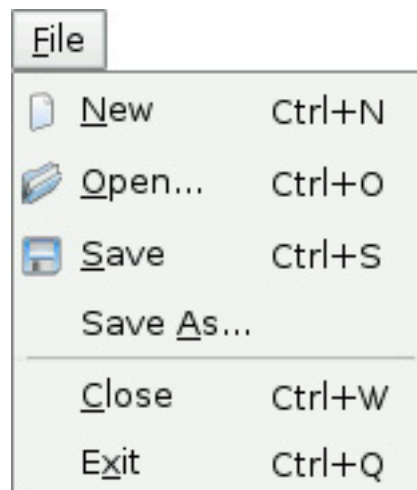 File
New Ctrl+N
Open... Ctrl+O
Save Ctrl+S
Save As...
Close Ctrl+W
Exit Ctrl+Q